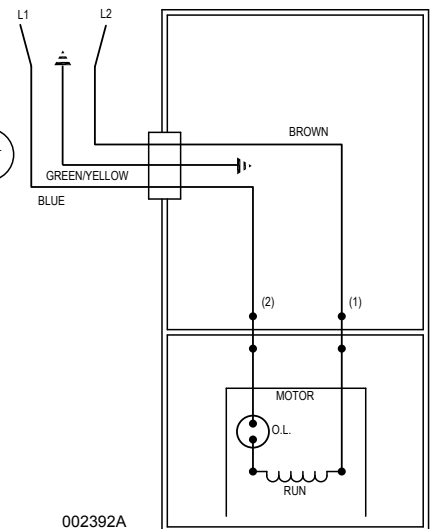 L1
L2
BROWN
GREEN/YELLOW
BLUE
(2)
(1)
MOTOR
O.L.
RUN
002392A